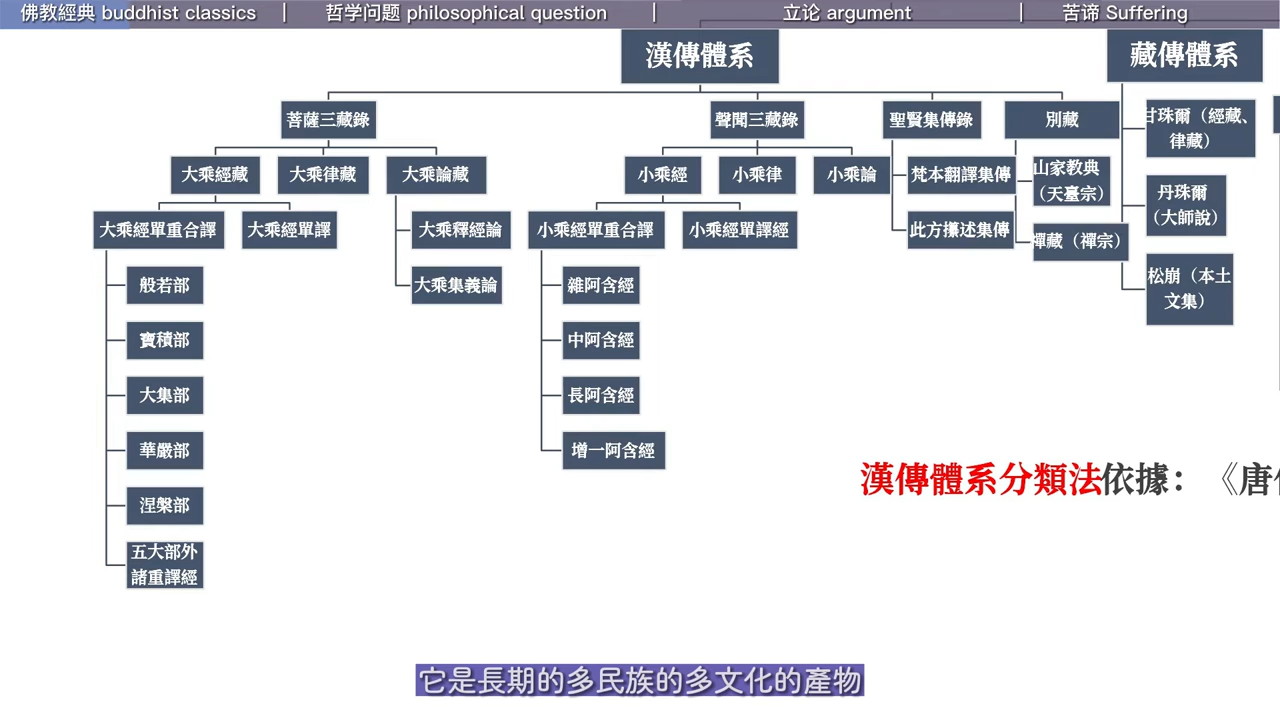 佛教經典 buddhist classics | 哲学问题 philosophical question | 立论 argument | 苦谛 Suffering
漢傳體系
藏傳體系
菩薩三藏錄
聲聞三藏錄
聖賢集傳錄
別藏
大乘經藏
大乘律藏
大乘論藏
小乘經
小乘律
小乘論
梵本翻譯集傳
山家教典
（天臺宗）
甘珠爾（經藏、
律藏）
大乘經單重合譯
大乘經單譯
大乘釋經論
小乘經單重合譯
小乘經單譯經
此方撰述集傳
禪藏（禪宗）
丹珠爾
（大師說）
般若部
大乘集義論
雜阿含經
松崩（本土
文集）
寶積部
中阿含經
大集部
長阿含經
華嚴部
增一阿含經
漢傳體系分類法依據：《唐
涅槃部
五大部外
諸重譯經
它是長期的多民族的多文化的產物